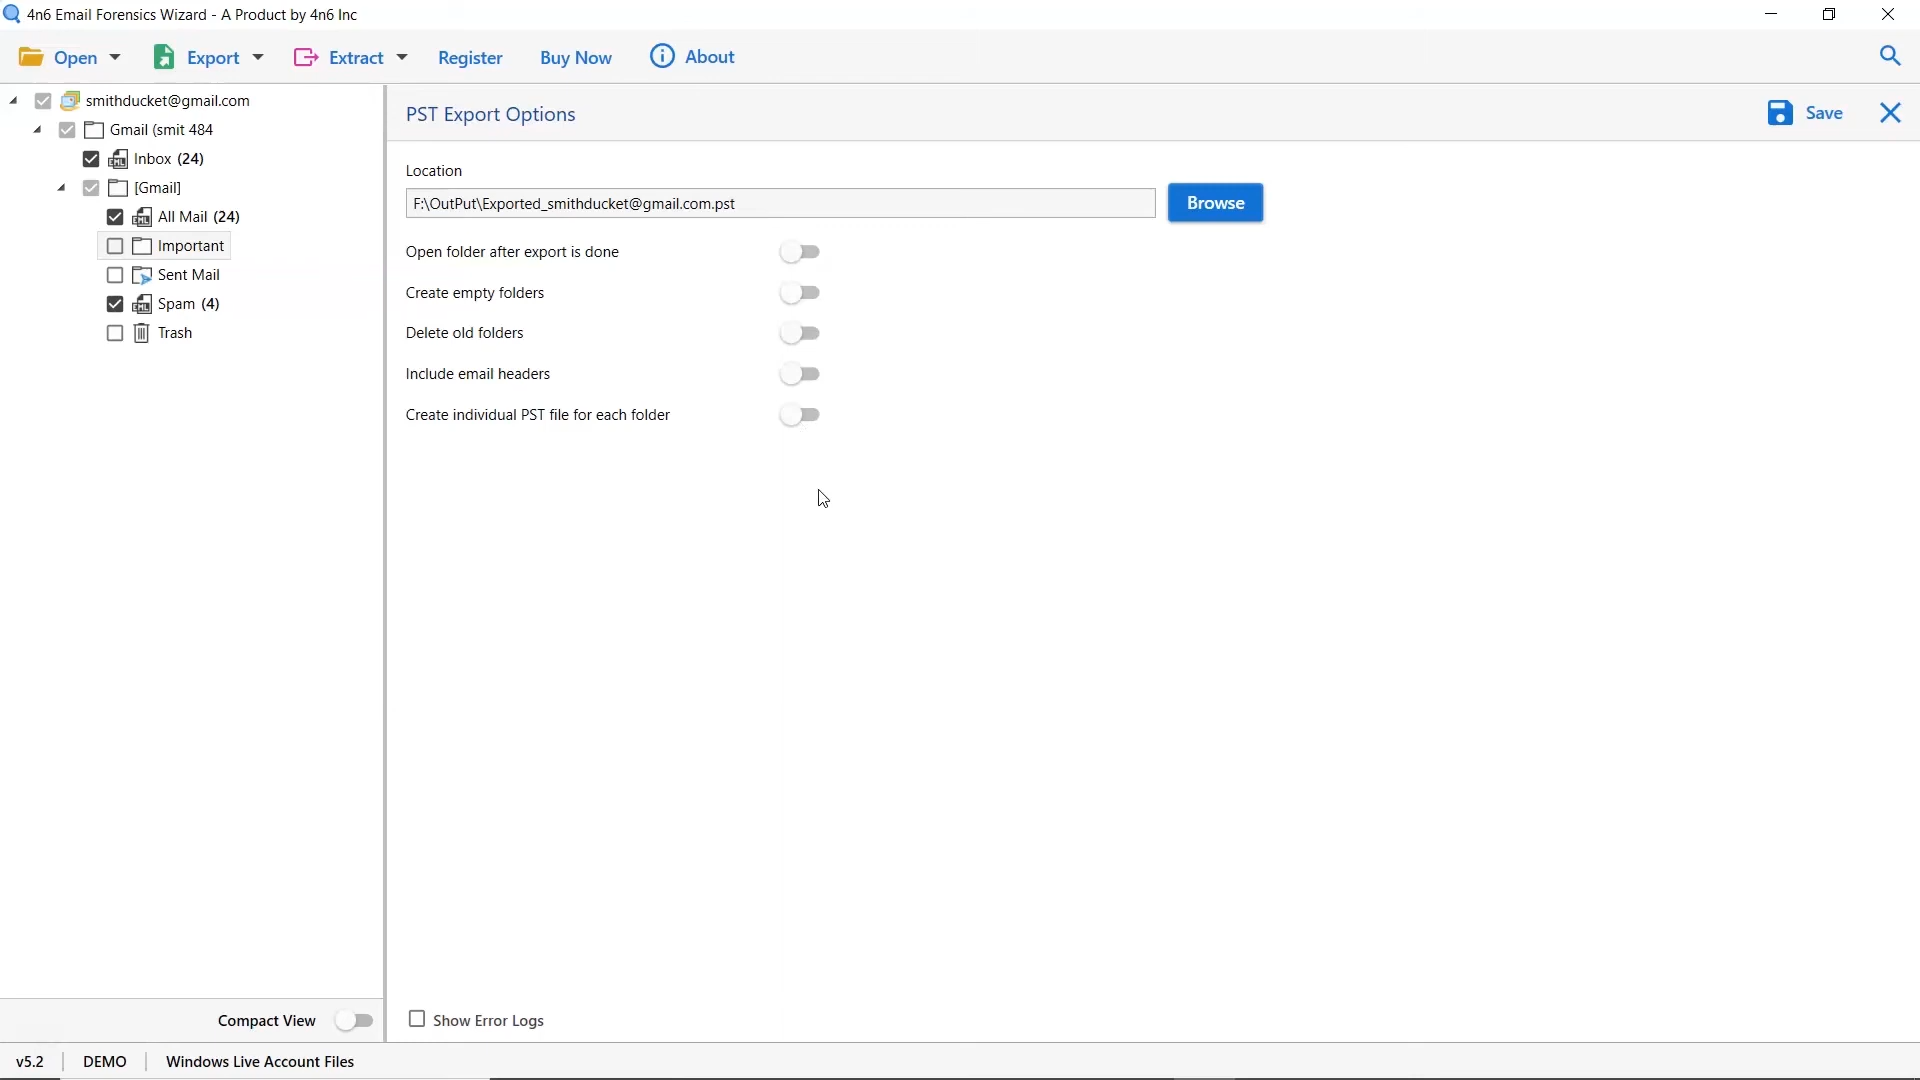 4n6 Email Forensics Wizard - A Product by 4n6 Inc
Open Export Extract Register Buy Now About
smithducket@gmail.com
Gmail (smit 484
Inbox (24)
[Gmail]
All Mail (24)
Important
Sent Mail
Spam (4)
Trash
PST Export Options
Save
Location
F:\OutPut\Exported_smithducket@gmail.com.pst
Browse
Open folder after export is done
Create empty folders
Delete old folders
Include email headers
Create individual PST file for each folder
Compact View
Show Error Logs
v5.2 DEMO Windows Live Account Files